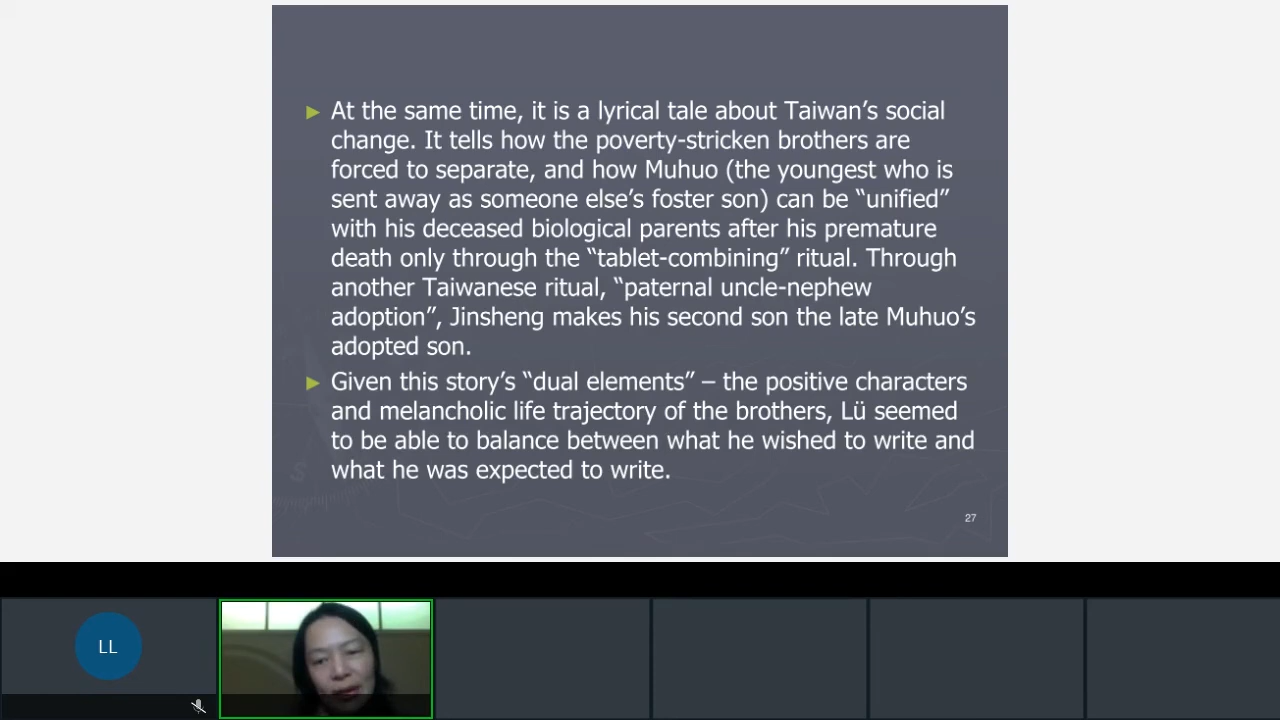 At the same time, it is a lyrical tale about Taiwan’s social
change. It tells how the poverty-stricken brothers are
forced to separate, and how Muhuo (the youngest who is
sent away as someone else’s foster son) can be “unified”
with his deceased biological parents after his premature
death only through the “tablet-combining” ritual. Through
another Taiwanese ritual, “paternal uncle-nephew
adoption”, Jinsheng makes his second son the late Muhuo’s
adopted son.
Given this story’s “dual elements” – the positive characters
and melancholic life trajectory of the brothers, Lü seemed
to be able to balance between what he wished to write and
what he was expected to write.
27
LL